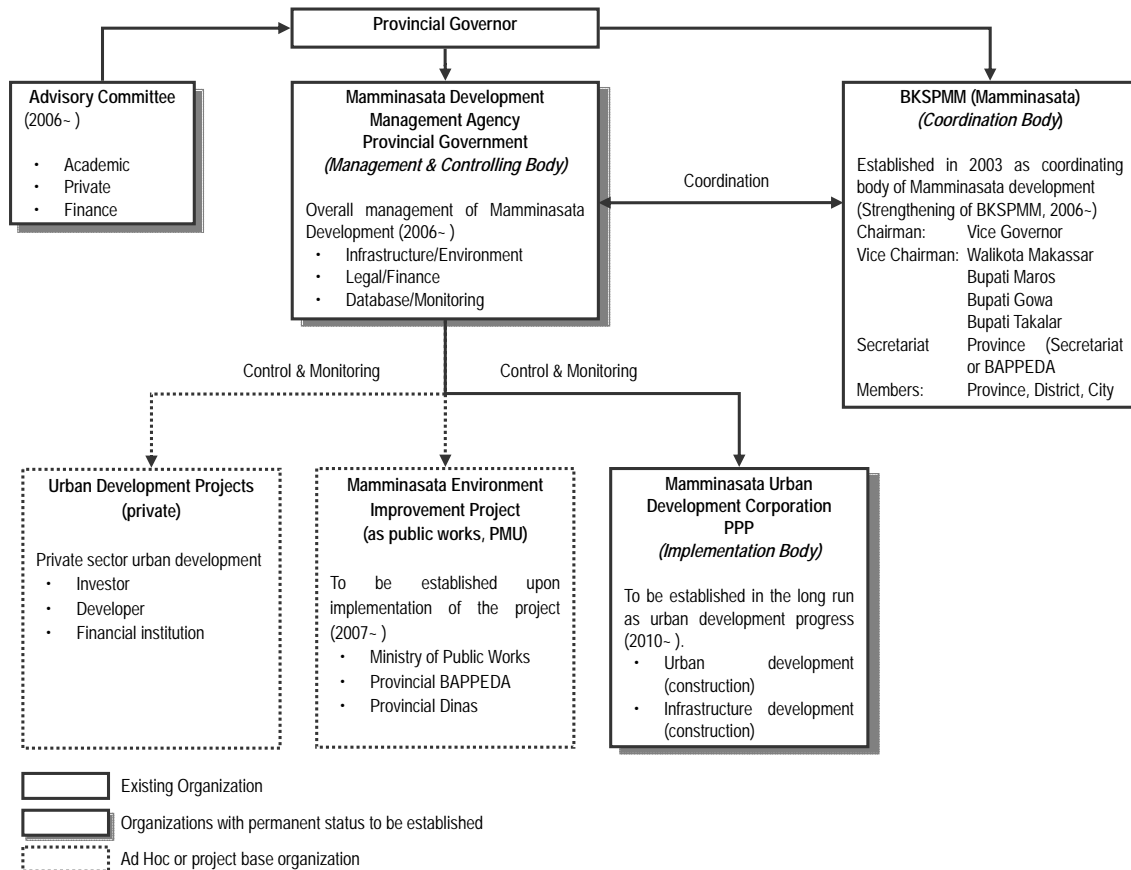 Provincial Governor
Advisory Committee
(2006~ )
· Academic
· Private
· Finance
Mamminasata Development
Management Agency
Provincial Government
(Management & Controlling Body)
Overall management of Mamminasata
Development (2006~ )
· Infrastructure/Environment
· Legal/Finance
· Database/Monitoring
Coordination
BKSPMM (Mamminasata)
(Coordination Body)
Established in 2003 as coordinating
body of Mamminasata development
(Strengthening of BKSPMM, 2006~)
Chairman: Vice Governor
Vice Chairman: Walikota Makassar
Bupati Maros
Bupati Gowa
Bupati Takalar
Secretariat Province (Secretariat
or BAPPEDA
Members: Province, District, City
Control & Monitoring
Control & Monitoring
Urban Development Projects
(private)
Private sector urban development
· Investor
· Developer
· Financial institution
Mamminasata Environment
Improvement Project
(as public works, PMU)
To be established upon
implementation of the project
(2007~ )
· Ministry of Public Works
· Provincial BAPPEDA
· Provincial Dinas
Mamminasata Urban
Development Corporation
PPP
(Implementation Body)
To be established in the long run
as urban development progress
(2010~ ).
· Urban development
(construction)
· Infrastructure development
(construction)
Existing Organization
Organizations with permanent status to be established
Ad Hoc or project base organization